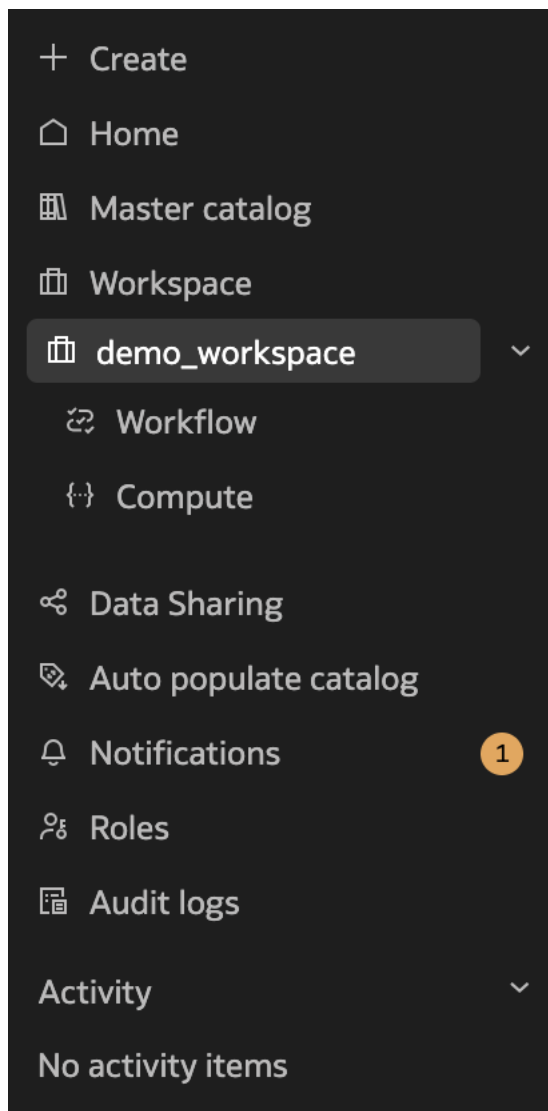 Create
Home
Master catalog
Workspace
demo_workspace
Workflow
Compute
Data Sharing
Auto populate catalog
Notifications 1
Roles
Audit logs
Activity
No activity items